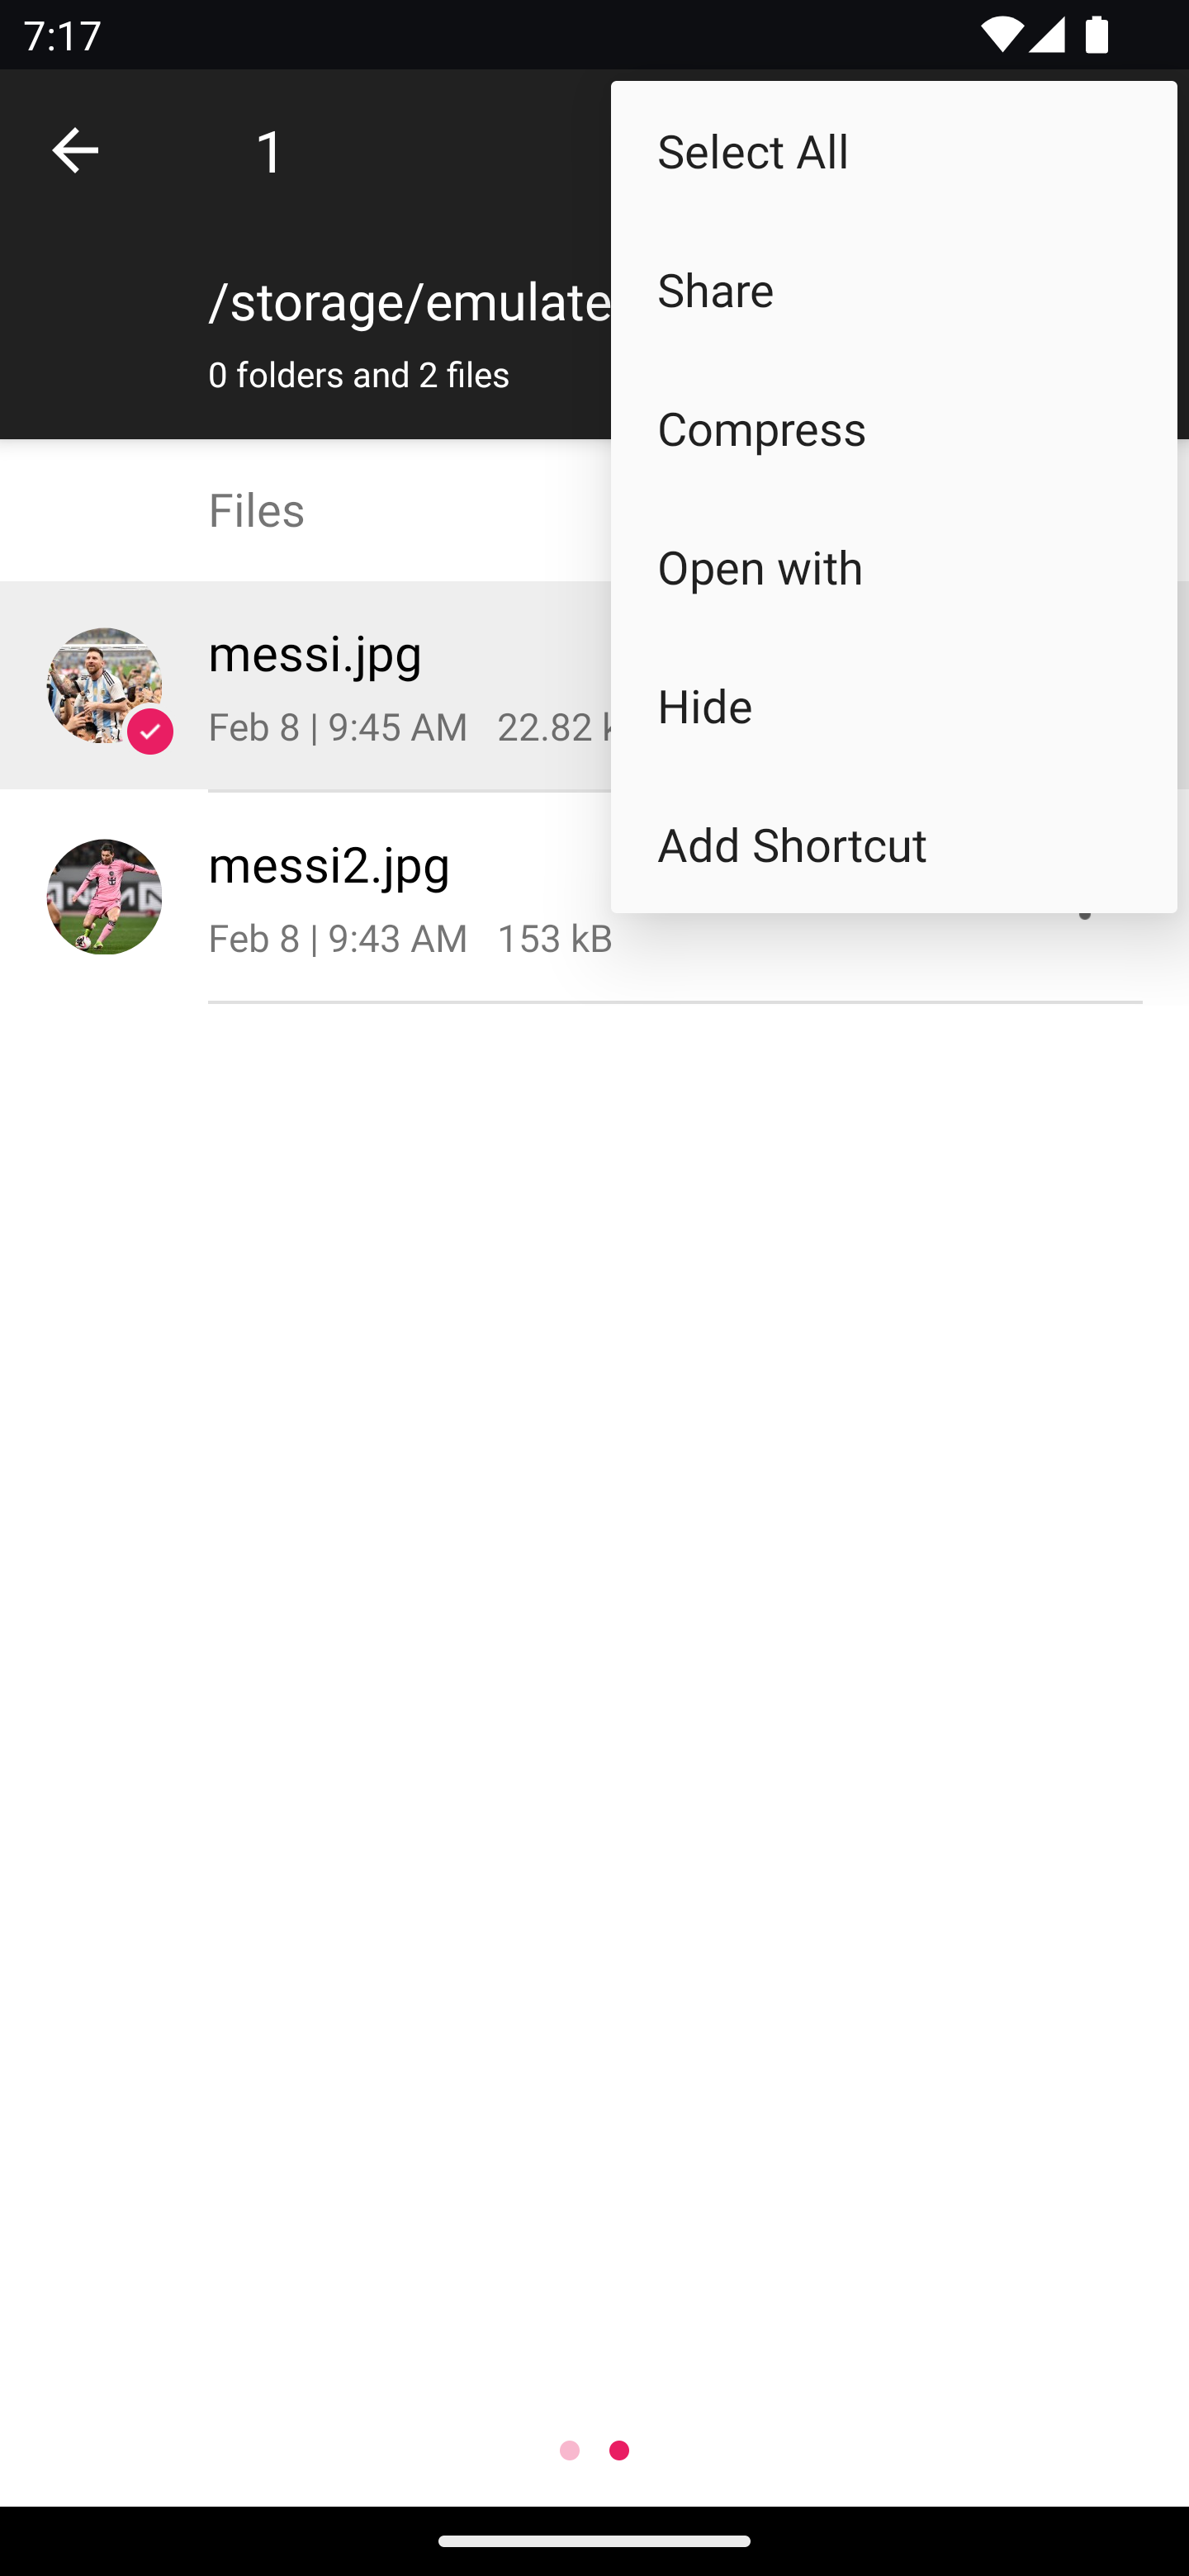 7:17
1
Select All
Share
Compress
Open with
Hide
Add Shortcut
/storage/emulate
0 folders and 2 files
Files
messi.jpg
Feb 8 | 9:45 AM 22.82
messi2.jpg
Feb 8 | 9:43 AM 153 kB